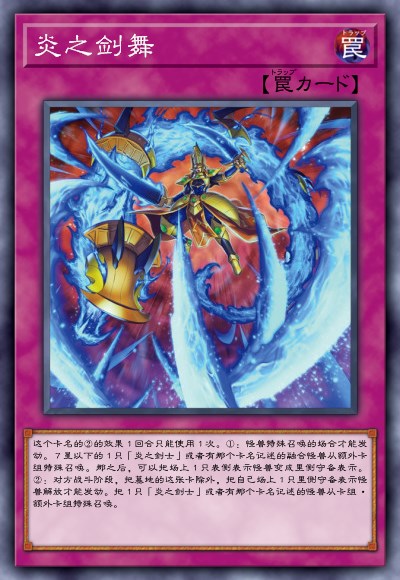 炎之剑舞
トラップ
罠
トラップ
【罠カード】
这个卡名的②的效果1回合只能使用1次。①：怪兽特殊召唤的场合才能发
动。7星以下的1只「炎之剑士」或者有那个卡名记述的融合怪兽从额外卡
组特殊召唤。那之后，可以把场上1只表侧表示怪兽变成里侧守备表示。
②：对方战斗阶段，把墓地的这张卡除外，把自己场上1只里侧守备表示怪
兽解放才能发动。把1只「炎之剑士」或者有那个卡名记述的怪兽从卡组·
额外卡组特殊召唤。